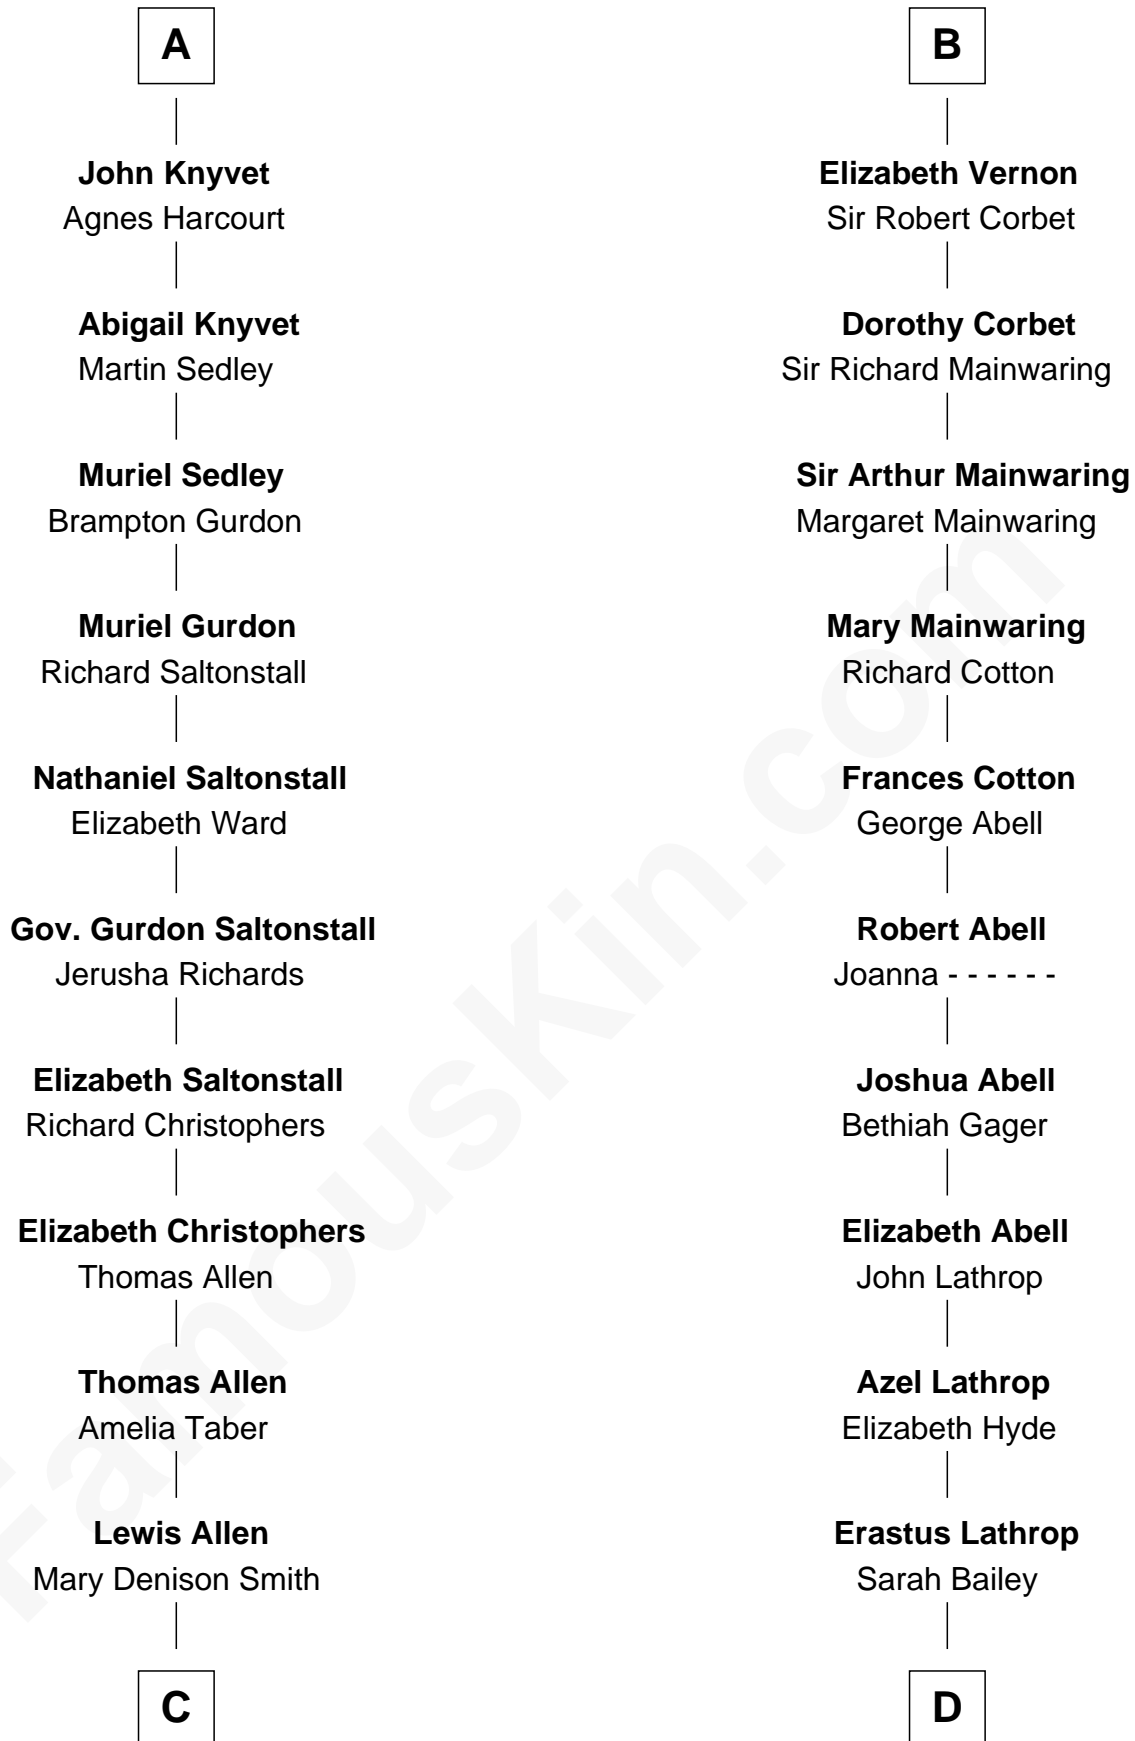 A
John Knyvet
Agnes Harcourt
Abigail Knyvet
Martin Sedley
Muriel Sedley
Brampton Gurdon
Muriel Gurdon
Richard Saltonstall
Nathaniel Saltonstall
Elizabeth Ward
Gov. Gurdon Saltonstall
Jerusha Richards
Elizabeth Saltonstall
Richard Christophers
Elizabeth Christophers
Thomas Allen
Thomas Allen
Amelia Taber
Lewis Allen
Mary Denison Smith
C
B
Elizabeth Vernon
Sir Robert Corbet
Dorothy Corbet
Sir Richard Mainwaring
Sir Arthur Mainwaring
Margaret Mainwaring
Mary Mainwaring
Richard Cotton
Frances Cotton
George Abell
Robert Abell
Joanna - - - - - -
Joshua Abell
Bethiah Gager
Elizabeth Abell
John Lathrop
Azel Lathrop
Elizabeth Hyde
Erastus Lathrop
Sarah Bailey
D
FamousKin.com